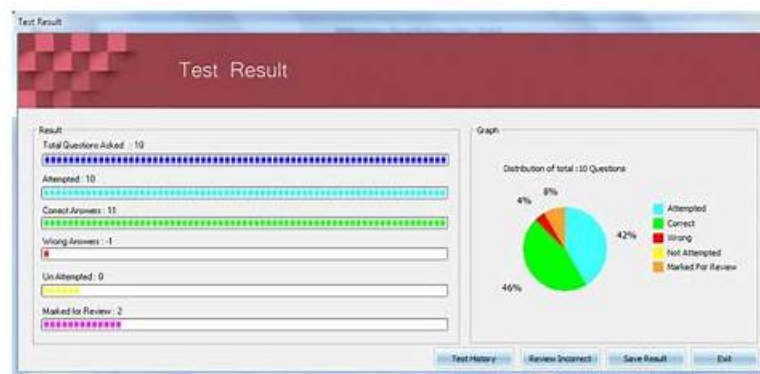 Test Result
Test Result
Result
Total Questions Asked : 10
Attempted : 10
Correct Answers : 11
Wrong Answers : -1
Un Attempted : 0
Marked for Review : 2
Graph
Distribution of total :10 Questions
4%
8%
42%
46%
Attempted
Correct
Wrong
Not Attempted
Marked For Review
Test History
Review Incorrect
Save Result
Exit